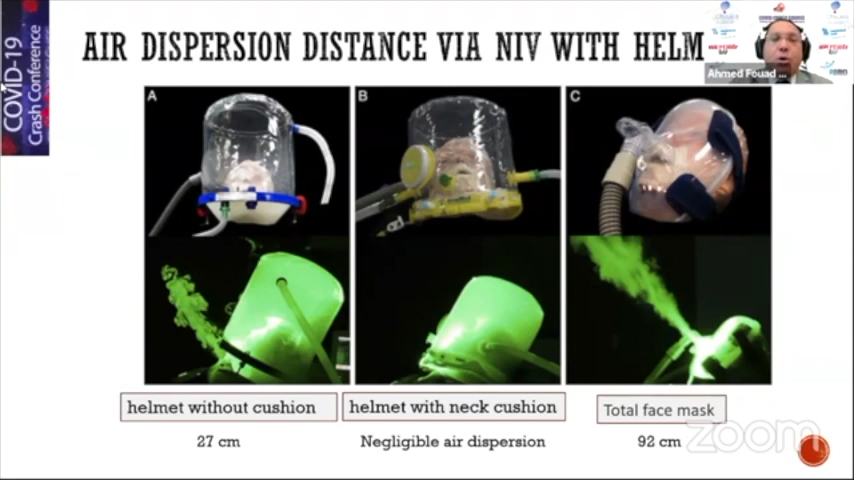 COVID-19
Crash Conference
AIR DISPERSION DISTANCE VIA NIV WITH HELM
Ahmed Fouad ...
A
B
C
helmet without cushion
helmet with neck cushion
Total face mask
27 cm
Negligible air dispersion
92 cm
zoom